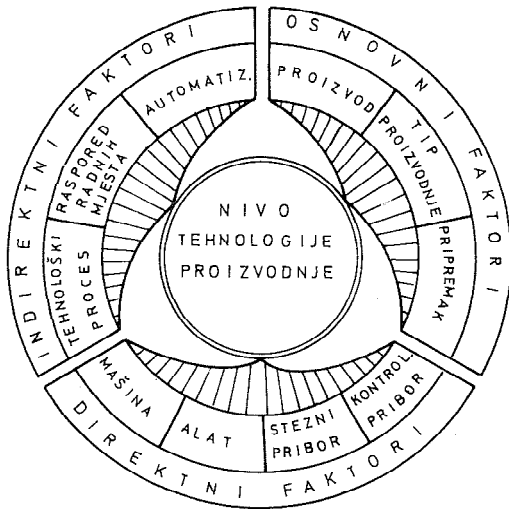 INDIREKTNI FAKTORI
AUTOMATIZ.
RASPORED
RADNIH
MJESTA
TEHNOLOŠKI
PROCES
OSNOVNI FAKTORI
PROIZVOD
TIP
PROIZVODNJE
PRIPREMAK
NIVO
TEHNOLOGIJE
PROIZVODNJE
MAŠINA
ALAT
STEZNI
PRIBOR
KONTROL.
PRIBOR
DIREKTNI FAKTORI